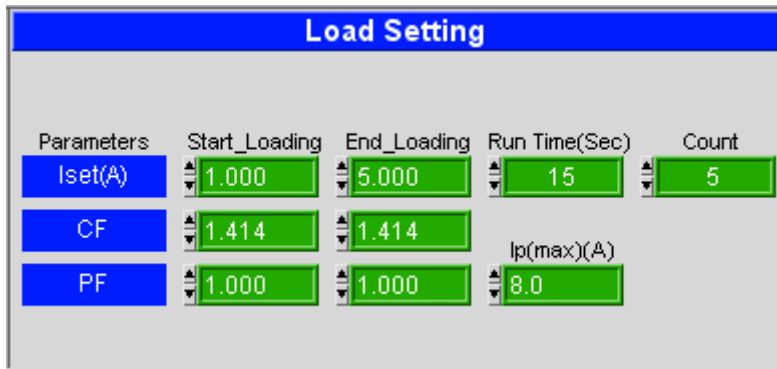 Load Setting
Parameters Start_Loading End_Loading Run Time(Sec) Count
Iset(A) 1.000 5.000 15 5
CF 1.414 1.414
Ip(max)(A)
PF 1.000 1.000 8.0